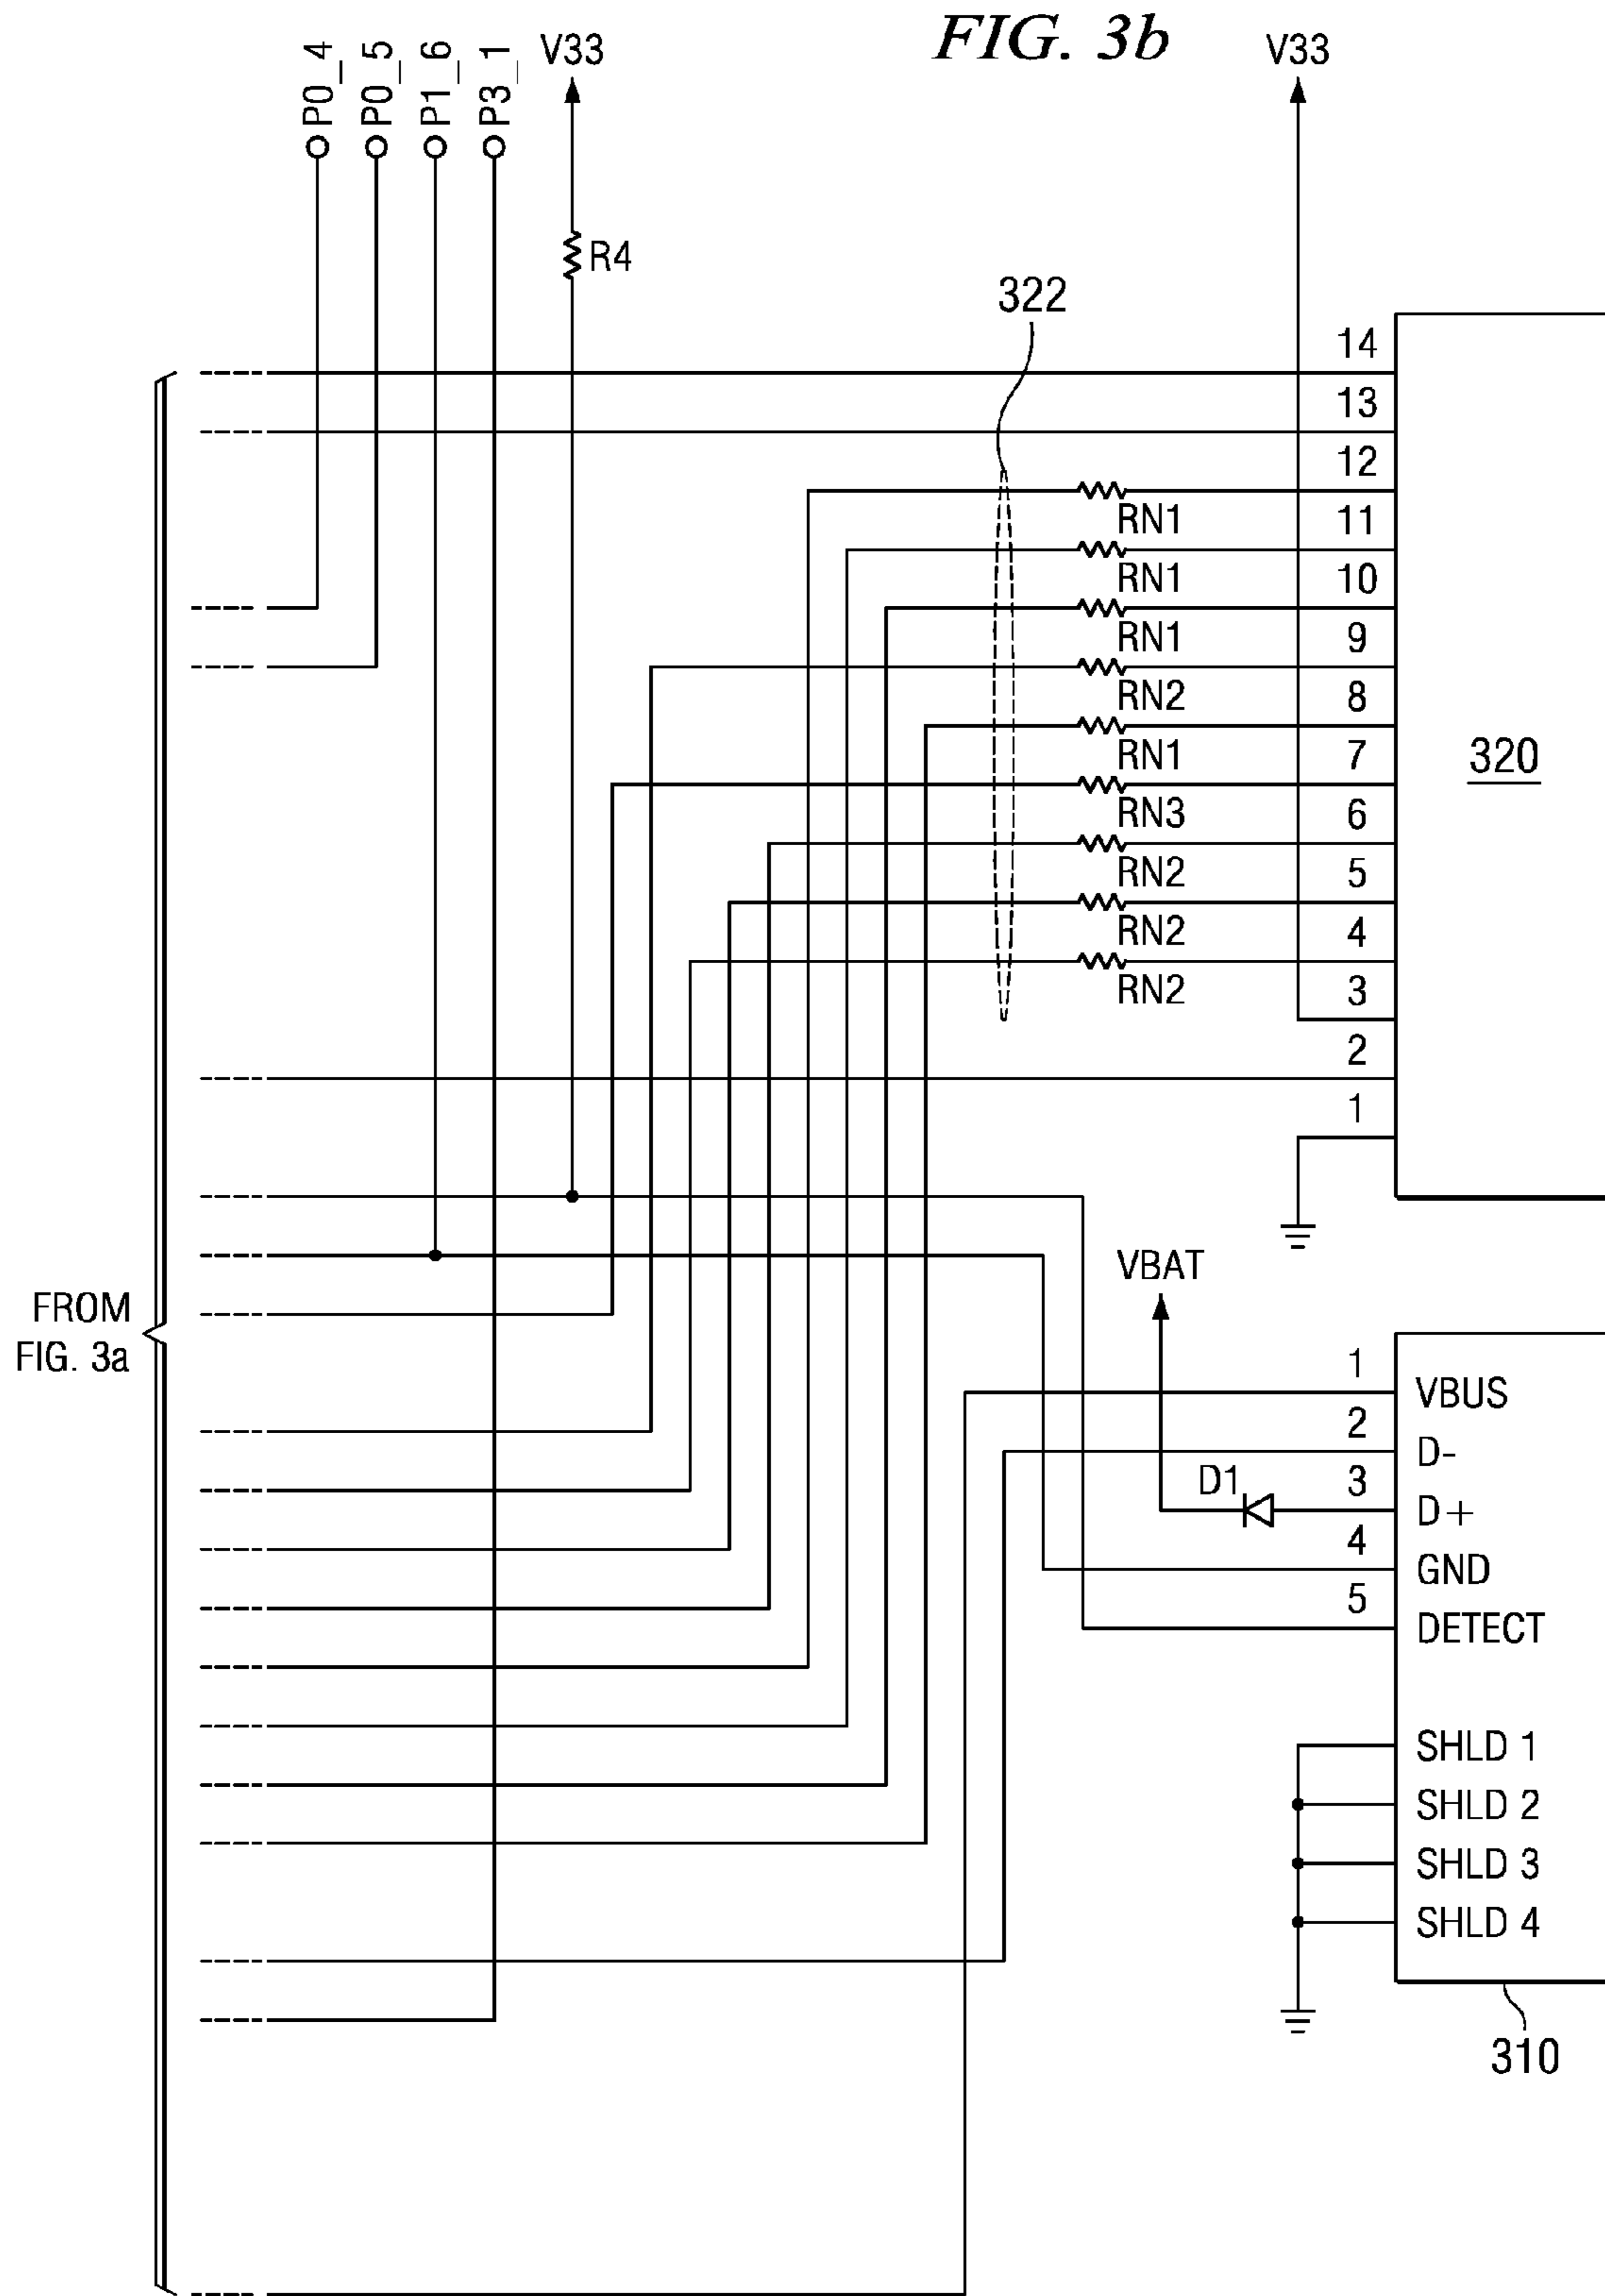 FIG. 3b
P0_4
P0_5
P1_6
P3_1
V33
V33
R4
322
14
13
12
RN1
11
RN1
10
RN1
9
RN2
8
RN1
7
RN3
6
RN2
5
RN2
4
RN2
3
2
1
320
FROM
FIG. 3a
VBAT
1
VBUS
2
D-
D1
3
D+
4
GND
5
DETECT
SHLD 1
SHLD 2
SHLD 3
SHLD 4
310